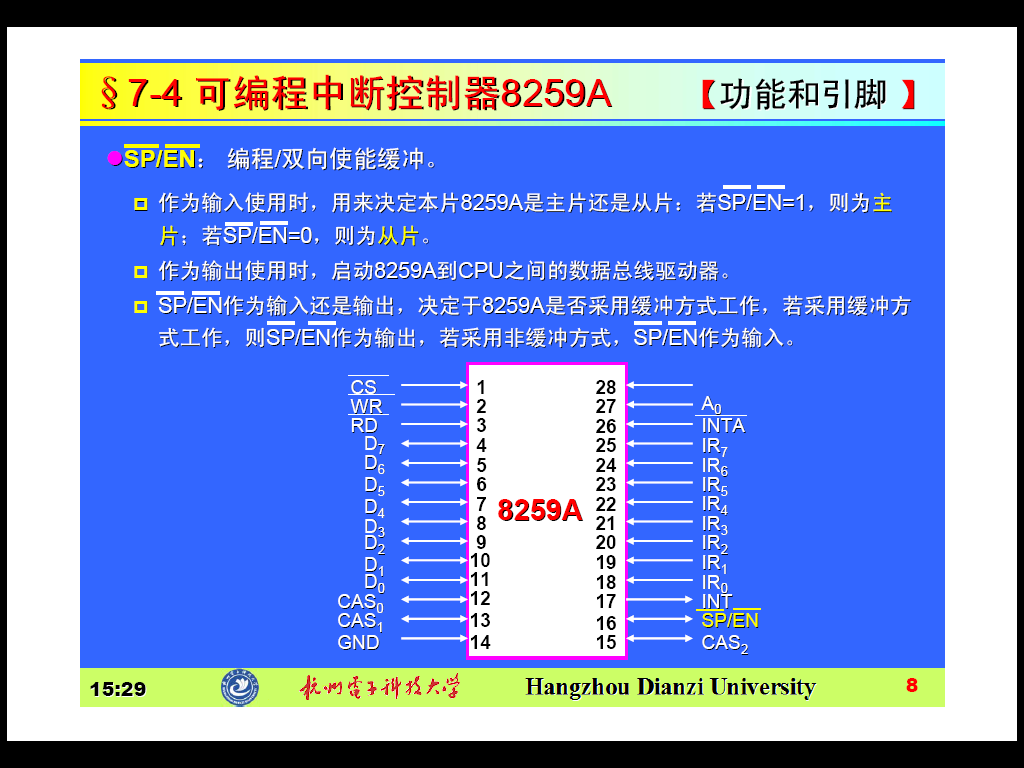 §7-4 可编程中断控制器8259A 【功能和引脚 】
SP/EN： 编程/双向使能缓冲。
作为输入使用时，用来决定本片8259A是主片还是从片：若SP/EN=1，则为主
片；若SP/EN=0，则为从片。
作为输出使用时，启动8259A到CPU之间的数据总线驱动器。
SP/EN作为输入还是输出，决定于8259A是否采用缓冲方式工作，若采用缓冲方
式工作，则SP/EN作为输出，若采用非缓冲方式，SP/EN作为输入。
CS 1 28
WR 2 27 A0
RD 3 26 INTA
D7 4 25 IR7
D6 5 24 IR6
D5 6 23 IR5
D4 7 22 IR4
8259A
D3 8 21 IR3
D2 9 20 IR2
D1 10 19 IR1
D0 11 18 IR0
CAS0 12 17 INT
CAS1 13 16 SP/EN
GND 14 15 CAS2
15:29 杭州电子科技大学 Hangzhou Dianzi University 8